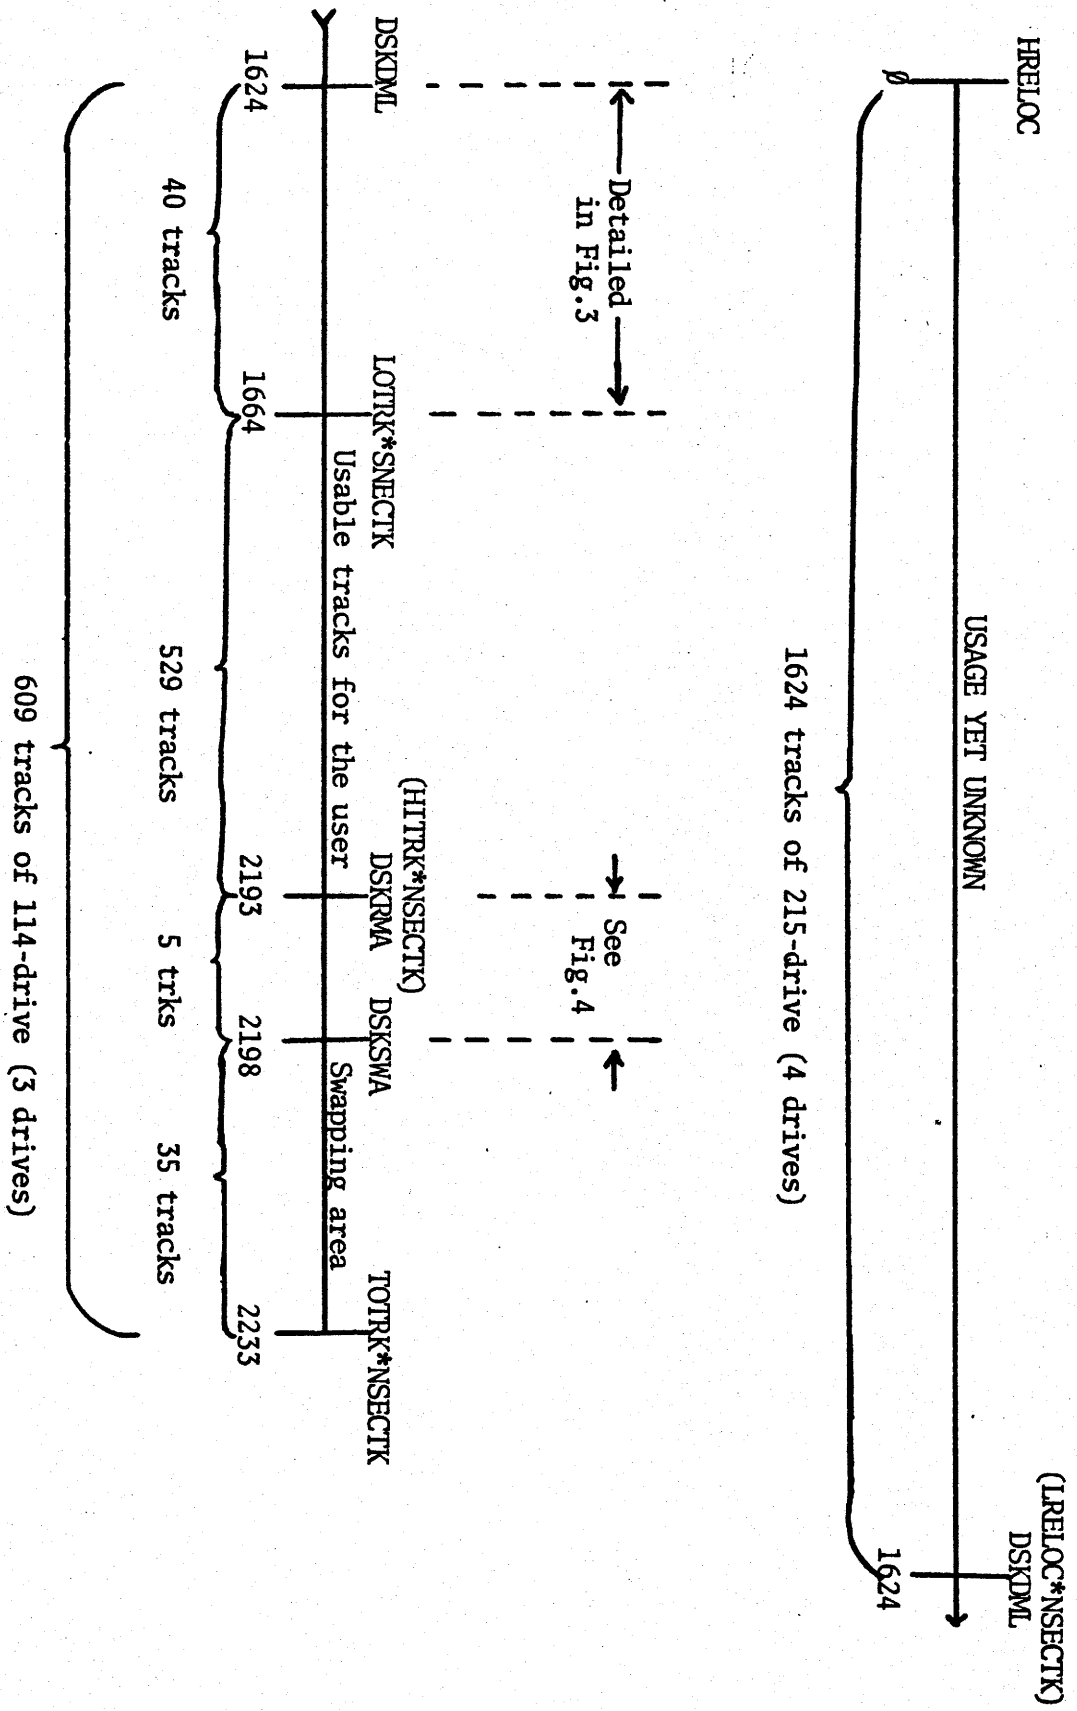 HRELOC
(LRELOC*NSECTK)
DSKDML
USAGE YET UNKNOWN
Ø
1624
1624 tracks of 215-drive (4 drives)
Detailed
in Fig.3
See
Fig.4
DSKDML
LOTRK*SNECTK
(HITRK*NSECTK)
DSKRMA
DSKSWA
TOTRK*NSECTK
Usable tracks for the user
Swapping area
1624
1664
2193
2198
2233
40 tracks
529 tracks
5 trks
35 tracks
609 tracks of 114-drive (3 drives)